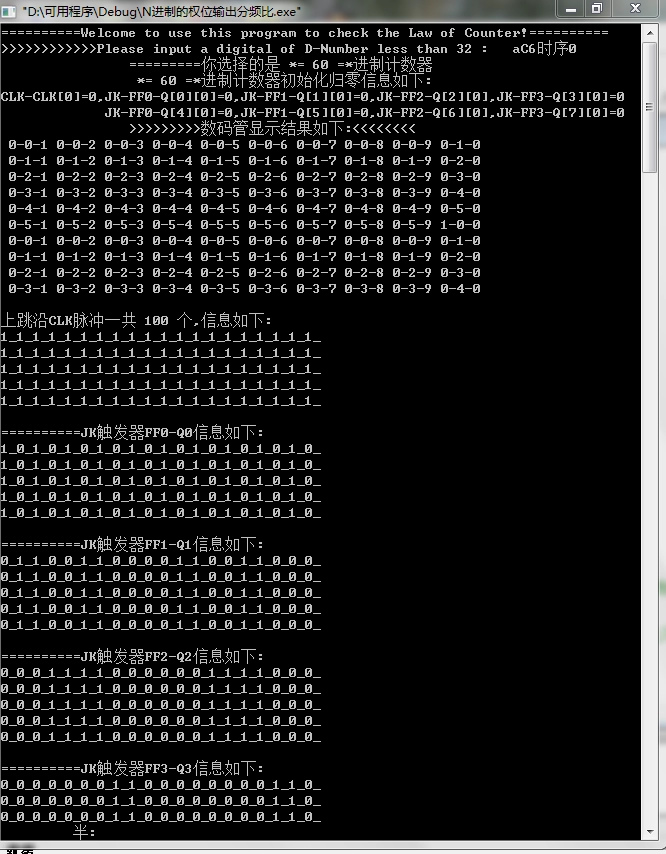 "D:\可用程序\Debug\N进制的权位输出分频比.exe"
==========Welcome to use this program to check the Law of Counter!==========
>>>>>>>>>>>>Please input a digital of D-Number less than 32 :   aC6时序0
=========你选择的是 *= 60 =*进制计数器
*= 60 =*进制计数器初始化归零信息如下:
CLK-CLK[0]=0,JK-FF0-Q[0][0]=0,JK-FF1-Q[1][0]=0,JK-FF2-Q[2][0],JK-FF3-Q[3][0]=0
JK-FF0-Q[4][0]=0,JK-FF1-Q[5][0]=0,JK-FF2-Q[6][0],JK-FF3-Q[7][0]=0
>>>>>>>>>数码管显示结果如下:<<<<<<<<
0-0-1 0-0-2 0-0-3 0-0-4 0-0-5 0-0-6 0-0-7 0-0-8 0-0-9 0-1-0
0-1-1 0-1-2 0-1-3 0-1-4 0-1-5 0-1-6 0-1-7 0-1-8 0-1-9 0-2-0
0-2-1 0-2-2 0-2-3 0-2-4 0-2-5 0-2-6 0-2-7 0-2-8 0-2-9 0-3-0
0-3-1 0-3-2 0-3-3 0-3-4 0-3-5 0-3-6 0-3-7 0-3-8 0-3-9 0-4-0
0-4-1 0-4-2 0-4-3 0-4-4 0-4-5 0-4-6 0-4-7 0-4-8 0-4-9 0-5-0
0-5-1 0-5-2 0-5-3 0-5-4 0-5-5 0-5-6 0-5-7 0-5-8 0-5-9 1-0-0
0-0-1 0-0-2 0-0-3 0-0-4 0-0-5 0-0-6 0-0-7 0-0-8 0-0-9 0-1-0
0-1-1 0-1-2 0-1-3 0-1-4 0-1-5 0-1-6 0-1-7 0-1-8 0-1-9 0-2-0
0-2-1 0-2-2 0-2-3 0-2-4 0-2-5 0-2-6 0-2-7 0-2-8 0-2-9 0-3-0
0-3-1 0-3-2 0-3-3 0-3-4 0-3-5 0-3-6 0-3-7 0-3-8 0-3-9 0-4-0
上跳沿CLK脉冲一共 100 个,信息如下:
1_1_1_1_1_1_1_1_1_1_1_1_1_1_1_1_1_1_1_1_
1_1_1_1_1_1_1_1_1_1_1_1_1_1_1_1_1_1_1_1_
1_1_1_1_1_1_1_1_1_1_1_1_1_1_1_1_1_1_1_1_
1_1_1_1_1_1_1_1_1_1_1_1_1_1_1_1_1_1_1_1_
1_1_1_1_1_1_1_1_1_1_1_1_1_1_1_1_1_1_1_1_
==========JK触发器FF0-Q0信息如下:
1_0_1_0_1_0_1_0_1_0_1_0_1_0_1_0_1_0_1_0_
1_0_1_0_1_0_1_0_1_0_1_0_1_0_1_0_1_0_1_0_
1_0_1_0_1_0_1_0_1_0_1_0_1_0_1_0_1_0_1_0_
1_0_1_0_1_0_1_0_1_0_1_0_1_0_1_0_1_0_1_0_
1_0_1_0_1_0_1_0_1_0_1_0_1_0_1_0_1_0_1_0_
==========JK触发器FF1-Q1信息如下:
0_1_1_0_0_1_1_0_0_0_0_1_1_0_0_1_1_0_0_0_
0_1_1_0_0_1_1_0_0_0_0_1_1_0_0_1_1_0_0_0_
0_1_1_0_0_1_1_0_0_0_0_1_1_0_0_1_1_0_0_0_
0_1_1_0_0_1_1_0_0_0_0_1_1_0_0_1_1_0_0_0_
0_1_1_0_0_1_1_0_0_0_0_1_1_0_0_1_1_0_0_0_
==========JK触发器FF2-Q2信息如下:
0_0_0_1_1_1_1_0_0_0_0_0_0_1_1_1_1_0_0_0_
0_0_0_1_1_1_1_0_0_0_0_0_0_1_1_1_1_0_0_0_
0_0_0_1_1_1_1_0_0_0_0_0_0_1_1_1_1_0_0_0_
0_0_0_1_1_1_1_0_0_0_0_0_0_1_1_1_1_0_0_0_
0_0_0_1_1_1_1_0_0_0_0_0_0_1_1_1_1_0_0_0_
==========JK触发器FF3-Q3信息如下:
0_0_0_0_0_0_0_1_1_0_0_0_0_0_0_0_0_1_1_0_
0_0_0_0_0_0_0_1_1_0_0_0_0_0_0_0_0_1_1_0_
0_0_0_0_0_0_0_1_1_0_0_0_0_0_0_0_0_1_1_0_
半: